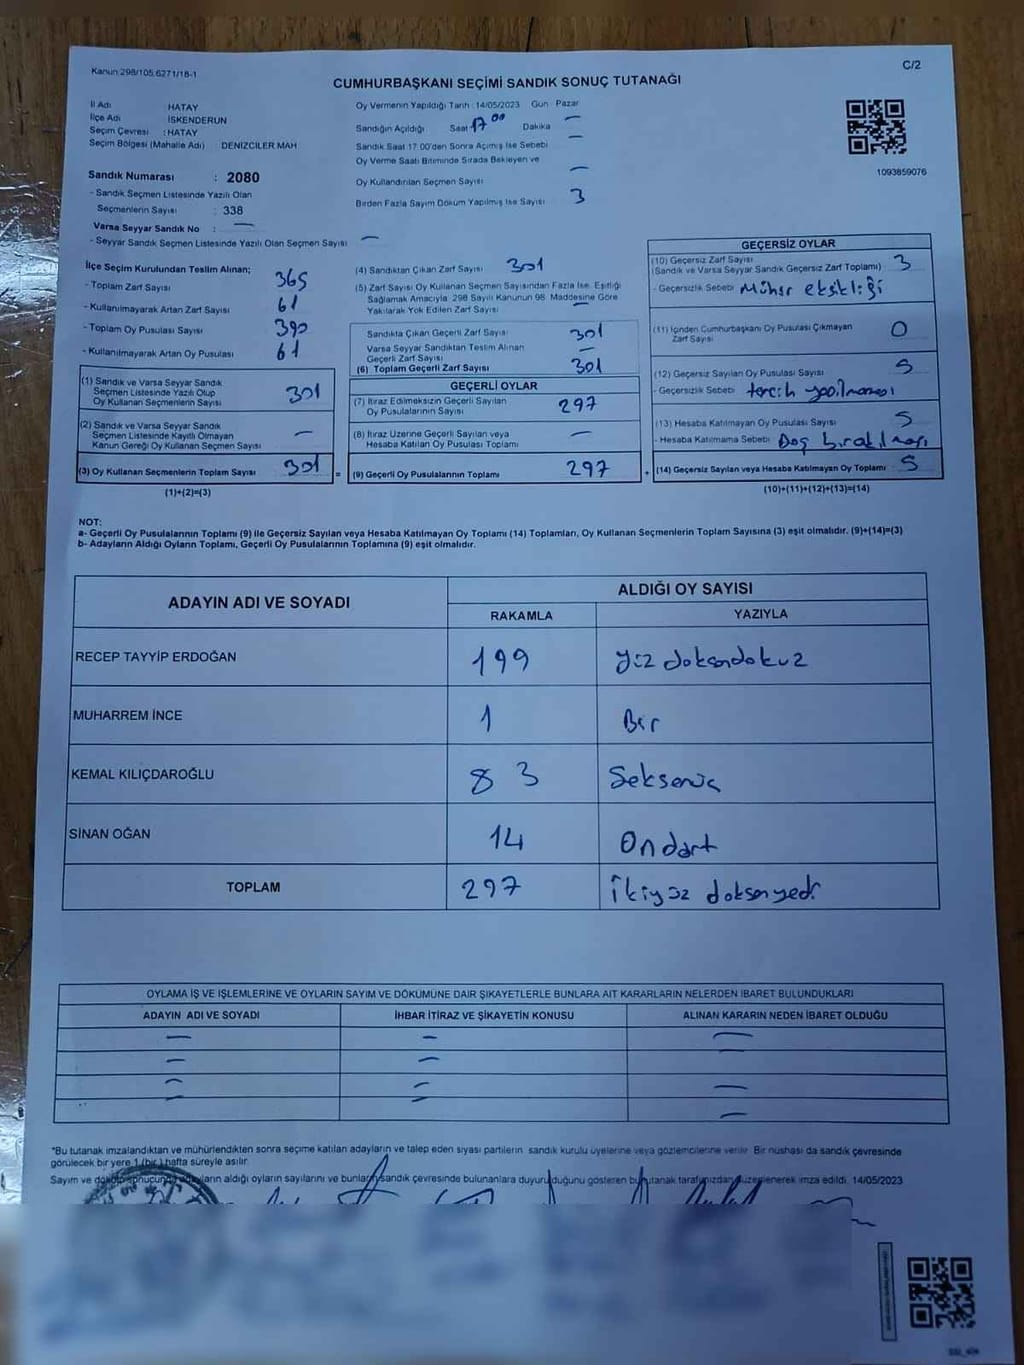 Kanun:298/105,6271/18-1
C/2
CUMHURBAŞKANI SEÇİMİ SANDIK SONUÇ TUTANAĞI
İl Adı HATAY
İlçe Adı İSKENDERUN
Seçim Çevresi : HATAY
Seçim Bölgesi (Mahalle Adı) DENİZCİLER MAH
Sandık Numarası : 2080
- Sandık Seçmen Listesinde Yazılı Olan
Seçmenlerin Sayısı : 338
Varsa Seyyar Sandık No : —
- Seyyar Sandık Seçmen Listesinde Yazılı Olan Seçmen Sayısı —
Oy Vermenin Yapıldığı Tarih : 14/05/2023 Gün Pazar
Sandığın Açıldığı Saat 17 00 Dakika —
Sandık Saat 17.00'den Sonra Açımış İse Sebebi —
Oy Verme Saati Bitiminde Sırada Bekleyen ve
Oy Kullandırılan Seçmen Sayısı —
Birden Fazla Sayım Döküm Yapılmış İse Sayısı 3
1093859076
İlçe Seçim Kurulundan Teslim Alınan;
- Toplam Zarf Sayısı 365
- Kullanılmayarak Artan Zarf Sayısı 61
- Toplam Oy Pusulası Sayısı 390
- Kullanılmayarak Artan Oy Pusulası 61
(1) Sandık ve Varsa Seyyar Sandık
Seçmen Listesinde Yazılı Olup
Oy Kullanan Seçmenlerin Sayısı 301
(2) Sandık ve Varsa Seyyar Sandık
Seçmen Listesinde Kayıtlı Olmayan
Kanun Gereği Oy Kullanan Seçmen Sayısı —
(3) Oy Kullanan Seçmenlerin Toplam Sayısı 301 =
(1)+(2)=(3)
(4) Sandıktan Çıkan Zarf Sayısı 301
(5) Zarf Sayısı Oy Kullanan Seçmen Sayısından Fazla İse, Eşitliği
Sağlamak Amacıyla, 298 Sayılı Kanunun 98. Maddesine Göre
Yakılarak Yok Edilen Zarf Sayısı —
Sandıkta Çıkan Geçerli Zarf Sayısı 301
Varsa Seyyar Sandıktan Teslim Alınan
Geçerli Zarf Sayısı —
(6) Toplam Geçerli Zarf Sayısı 301
GEÇERLİ OYLAR
(7) İtiraz Edilmeksizin Geçerli Sayılan
Oy Pusulalarının Sayısı 297
(8) İtiraz Üzerine Geçerli Sayılan veya
Hesaba Katılan Oy Pusulası Toplamı —
(9) Geçerli Oy Pusulalarının Toplamı 297 +
GEÇERSİZ OYLAR
(10) Geçersiz Zarf Sayısı
(Sandık ve Varsa Seyyar Sandık Geçersiz Zarf Toplamı) 3
- Geçersizlik Sebebi Mühür eksikliği
(11) İçinden Cumhurbaşkanı Oy Pusulası Çıkmayan
Zarf Sayısı 0
(12) Geçersiz Sayılan Oy Pusulası Sayısı 5
- Geçersizlik Sebebi tercih yapılmaması
(13) Hesaba Katılmayan Oy Pusulası Sayısı 5
- Hesaba Katılmama Sebebi Boş bırakılması
(14) Geçersiz Sayılan veya Hesaba Katılmayan Oy Toplamı 5
(10)+(11)+(12)+(13)=(14)
NOT:
a- Geçerli Oy Pusulalarının Toplamı (9) ile Geçersiz Sayılan veya Hesaba Katılmayan Oy Toplamı (14) Toplamları, Oy Kullanan Seçmenlerin Toplam Sayısına (3) eşit olmalıdır. (9)+(14)=(3)
b- Adayların Aldığı Oyların Toplamı, Geçerli Oy Pusulalarının Toplamına (9) eşit olmalıdır.
ADAYIN ADI VE SOYADI
ALDIĞI OY SAYISI
RAKAMLA YAZIYLA
RECEP TAYYİP ERDOĞAN 199 yüz doksandokuz
MUHARREM İNCE 1 Bir
KEMAL KILIÇDAROĞLU 8 3 Seksenüç
SİNAN OĞAN 14 Ondört
TOPLAM 297 İkiyüz doksanyedi
OYLAMA İŞ VE İŞLEMLERİNE VE OYLARIN SAYIM VE DÖKÜMÜNE DAİR ŞİKAYETLERLE BUNLARA AİT KARARLARIN NELERDEN İBARET BULUNDUKLARI
ADAYIN ADI VE SOYADI İHBAR İTİRAZ VE ŞİKAYETİN KONUSU ALINAN KARARIN NEDEN İBARET OLDUĞU
— — —
— —
— — —
— — —
*Bu tutanak imzalandıktan ve mühürlendikten sonra seçime katılan adayların ve talep eden siyasi partilerin sandık kurulu üyelerine veya gözlemcilerine verilir. Bir nushası da sandık çevresinde
görülecek bir yere 1 (bir) hafta süreyle asılır.
Sayım ve döküm sonucunda adayların aldığı oyların sayılarını ve bunların sandık çevresinde bulunanlara duyurulduğunu gösteren bu tutanak tarafımızdan düzenlenerek imza edildi. 14/05/2023